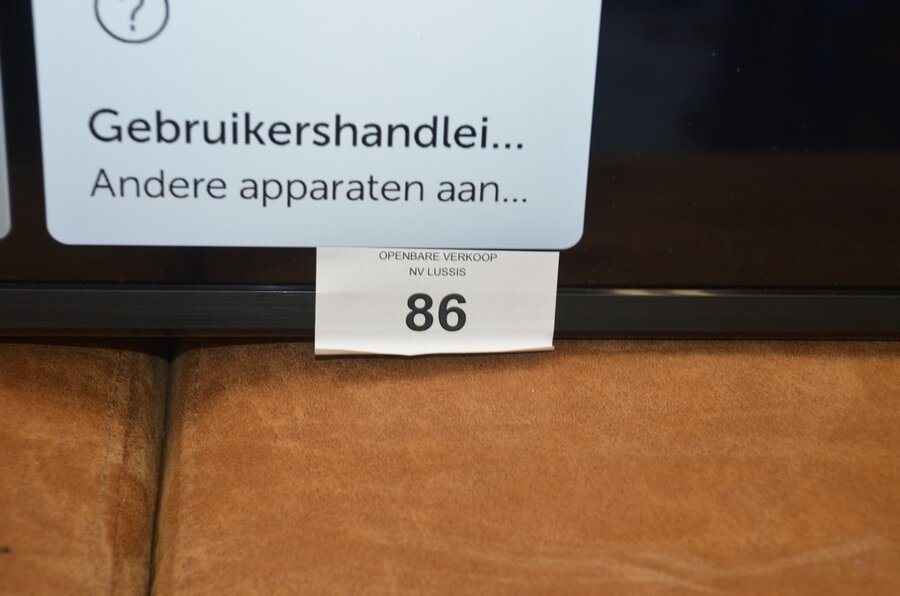 ?
Gebruikershandlei...
Andere apparaten aan...
OPENBARE VERKOOP
NV LUSSIS
86